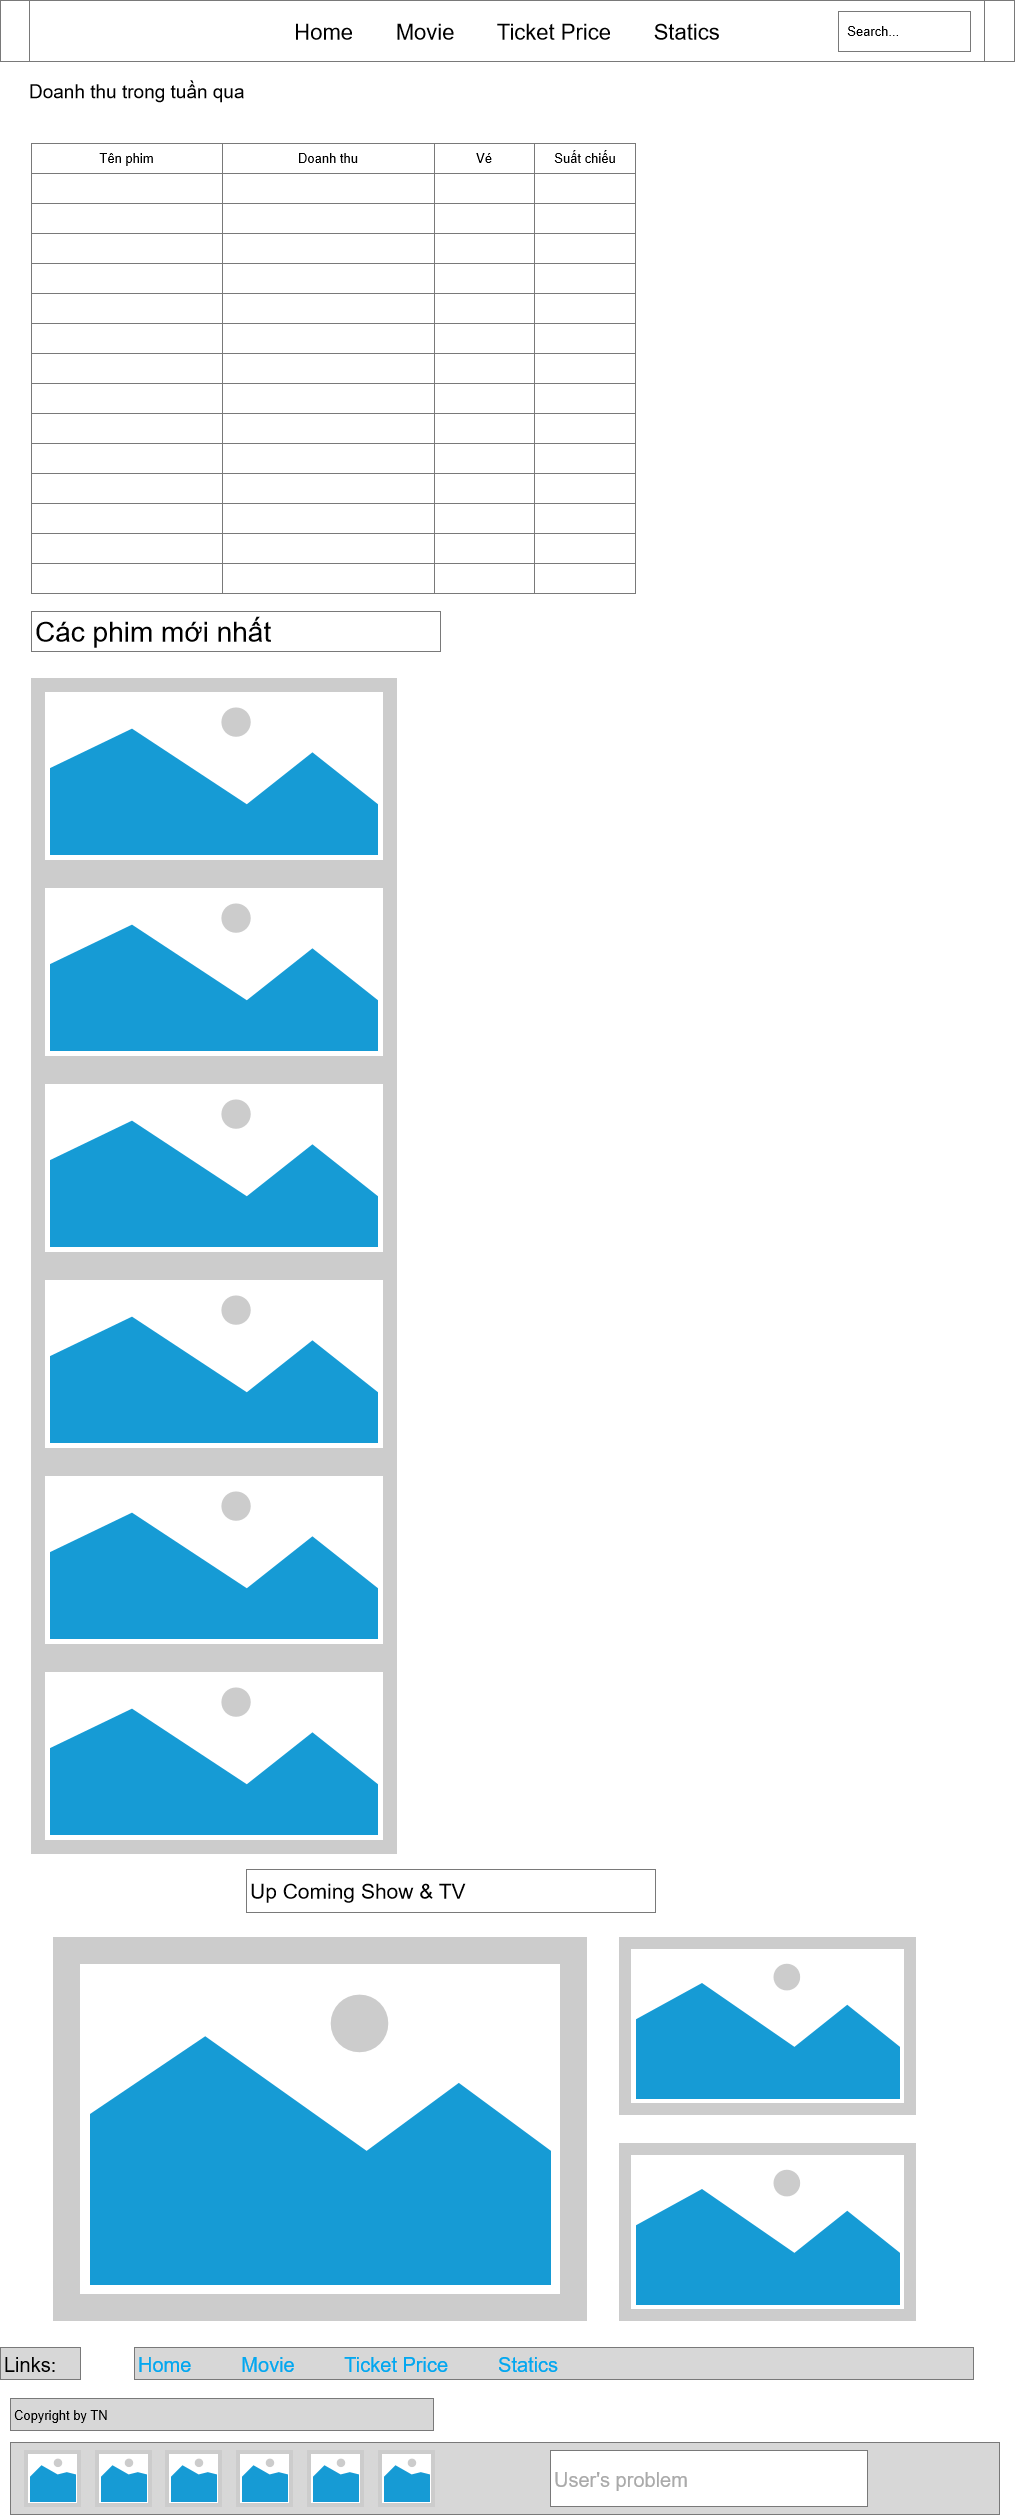 Home Movie Ticket Price Statics Search...
Doanh thu trong tuần qua
Tên phim Doanh thu Vé Suất chiếu
Các phim mới nhất
Up Coming Show & TV
Links: Home Movie Ticket Price Statics
Copyright by TN
User's problem